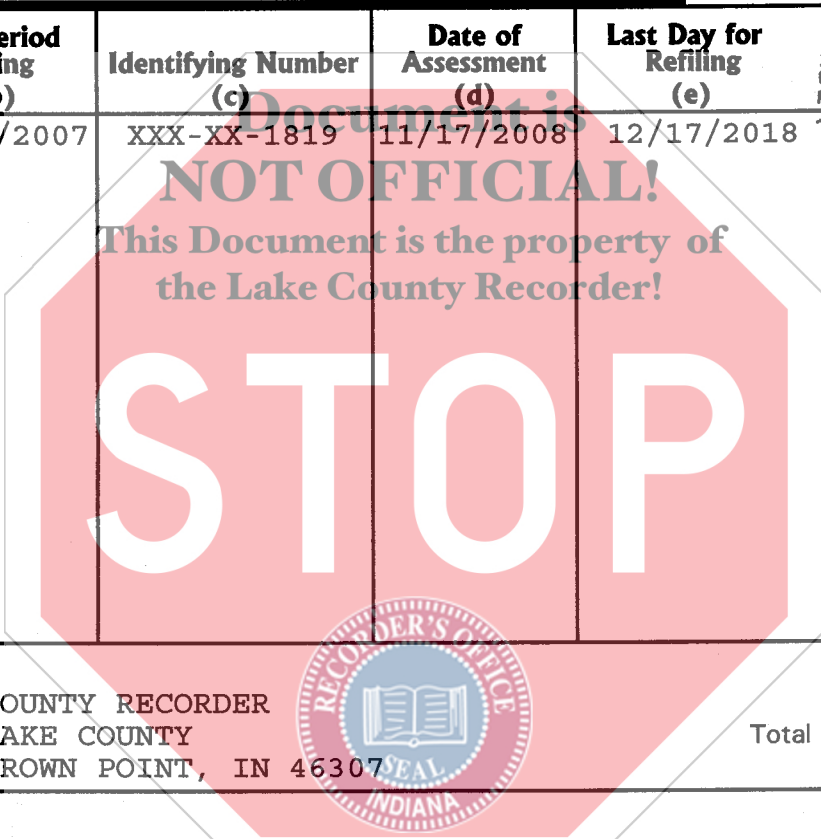 eriod
ing
)
Identifying Number
(c)
Date of
Assessment
(d)
Last Day for
Refiling
(e)
/2007 XXX-XX-1819 11/17/2008 12/17/2018
Document is
NOT OFFICIAL!
This Document is the property of
the Lake County Recorder!
STOP
OUNTY RECORDER
AKE COUNTY
ROWN POINT, IN 46307
Total
RECORDER'S OFFICE
SEAL
INDIANA